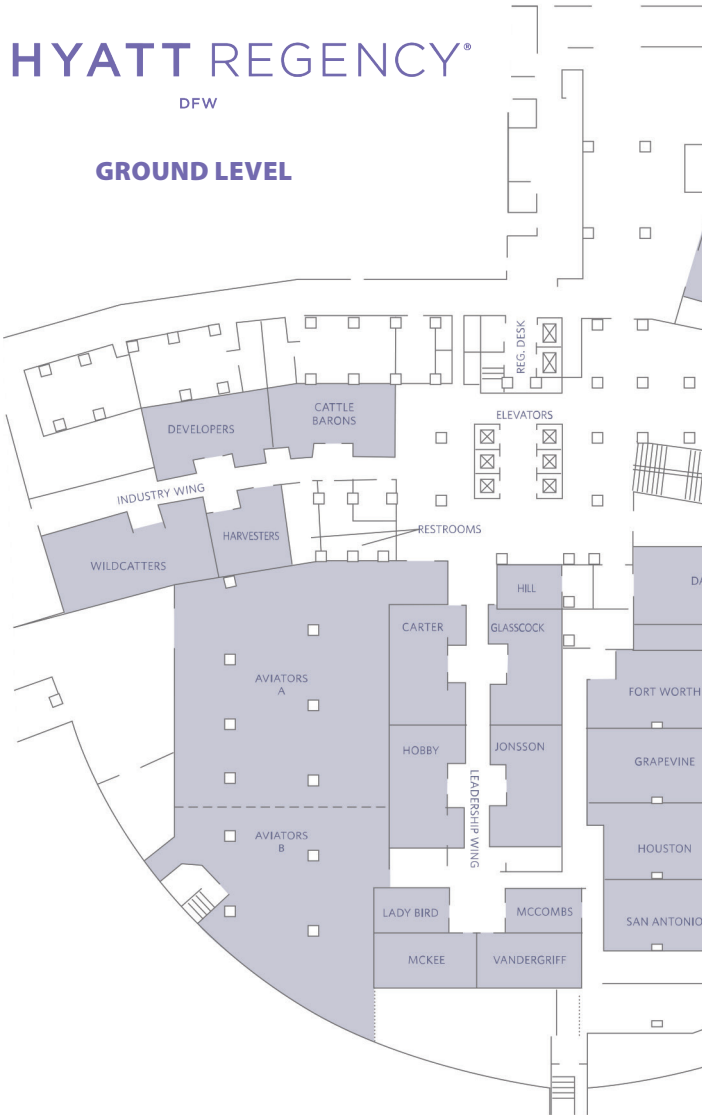 HYATT REGENCY®
DFW
GROUND LEVEL
REG. DESK
CATTLE
BARONS
DEVELOPERS
ELEVATORS
INDUSTRY WING
HARVESTERS
RESTROOMS
WILDCATTERS
HILL
CARTER
GLASSCOCK
AVIATORS
A
FORT WORTH
HOBBY
JONSSON
GRAPEVINE
LEADERSHIP WING
AVIATORS
B
HOUSTON
LADY BIRD
MCCOMBS
SAN ANTONIO
MCKEE
VANDERGRIFF